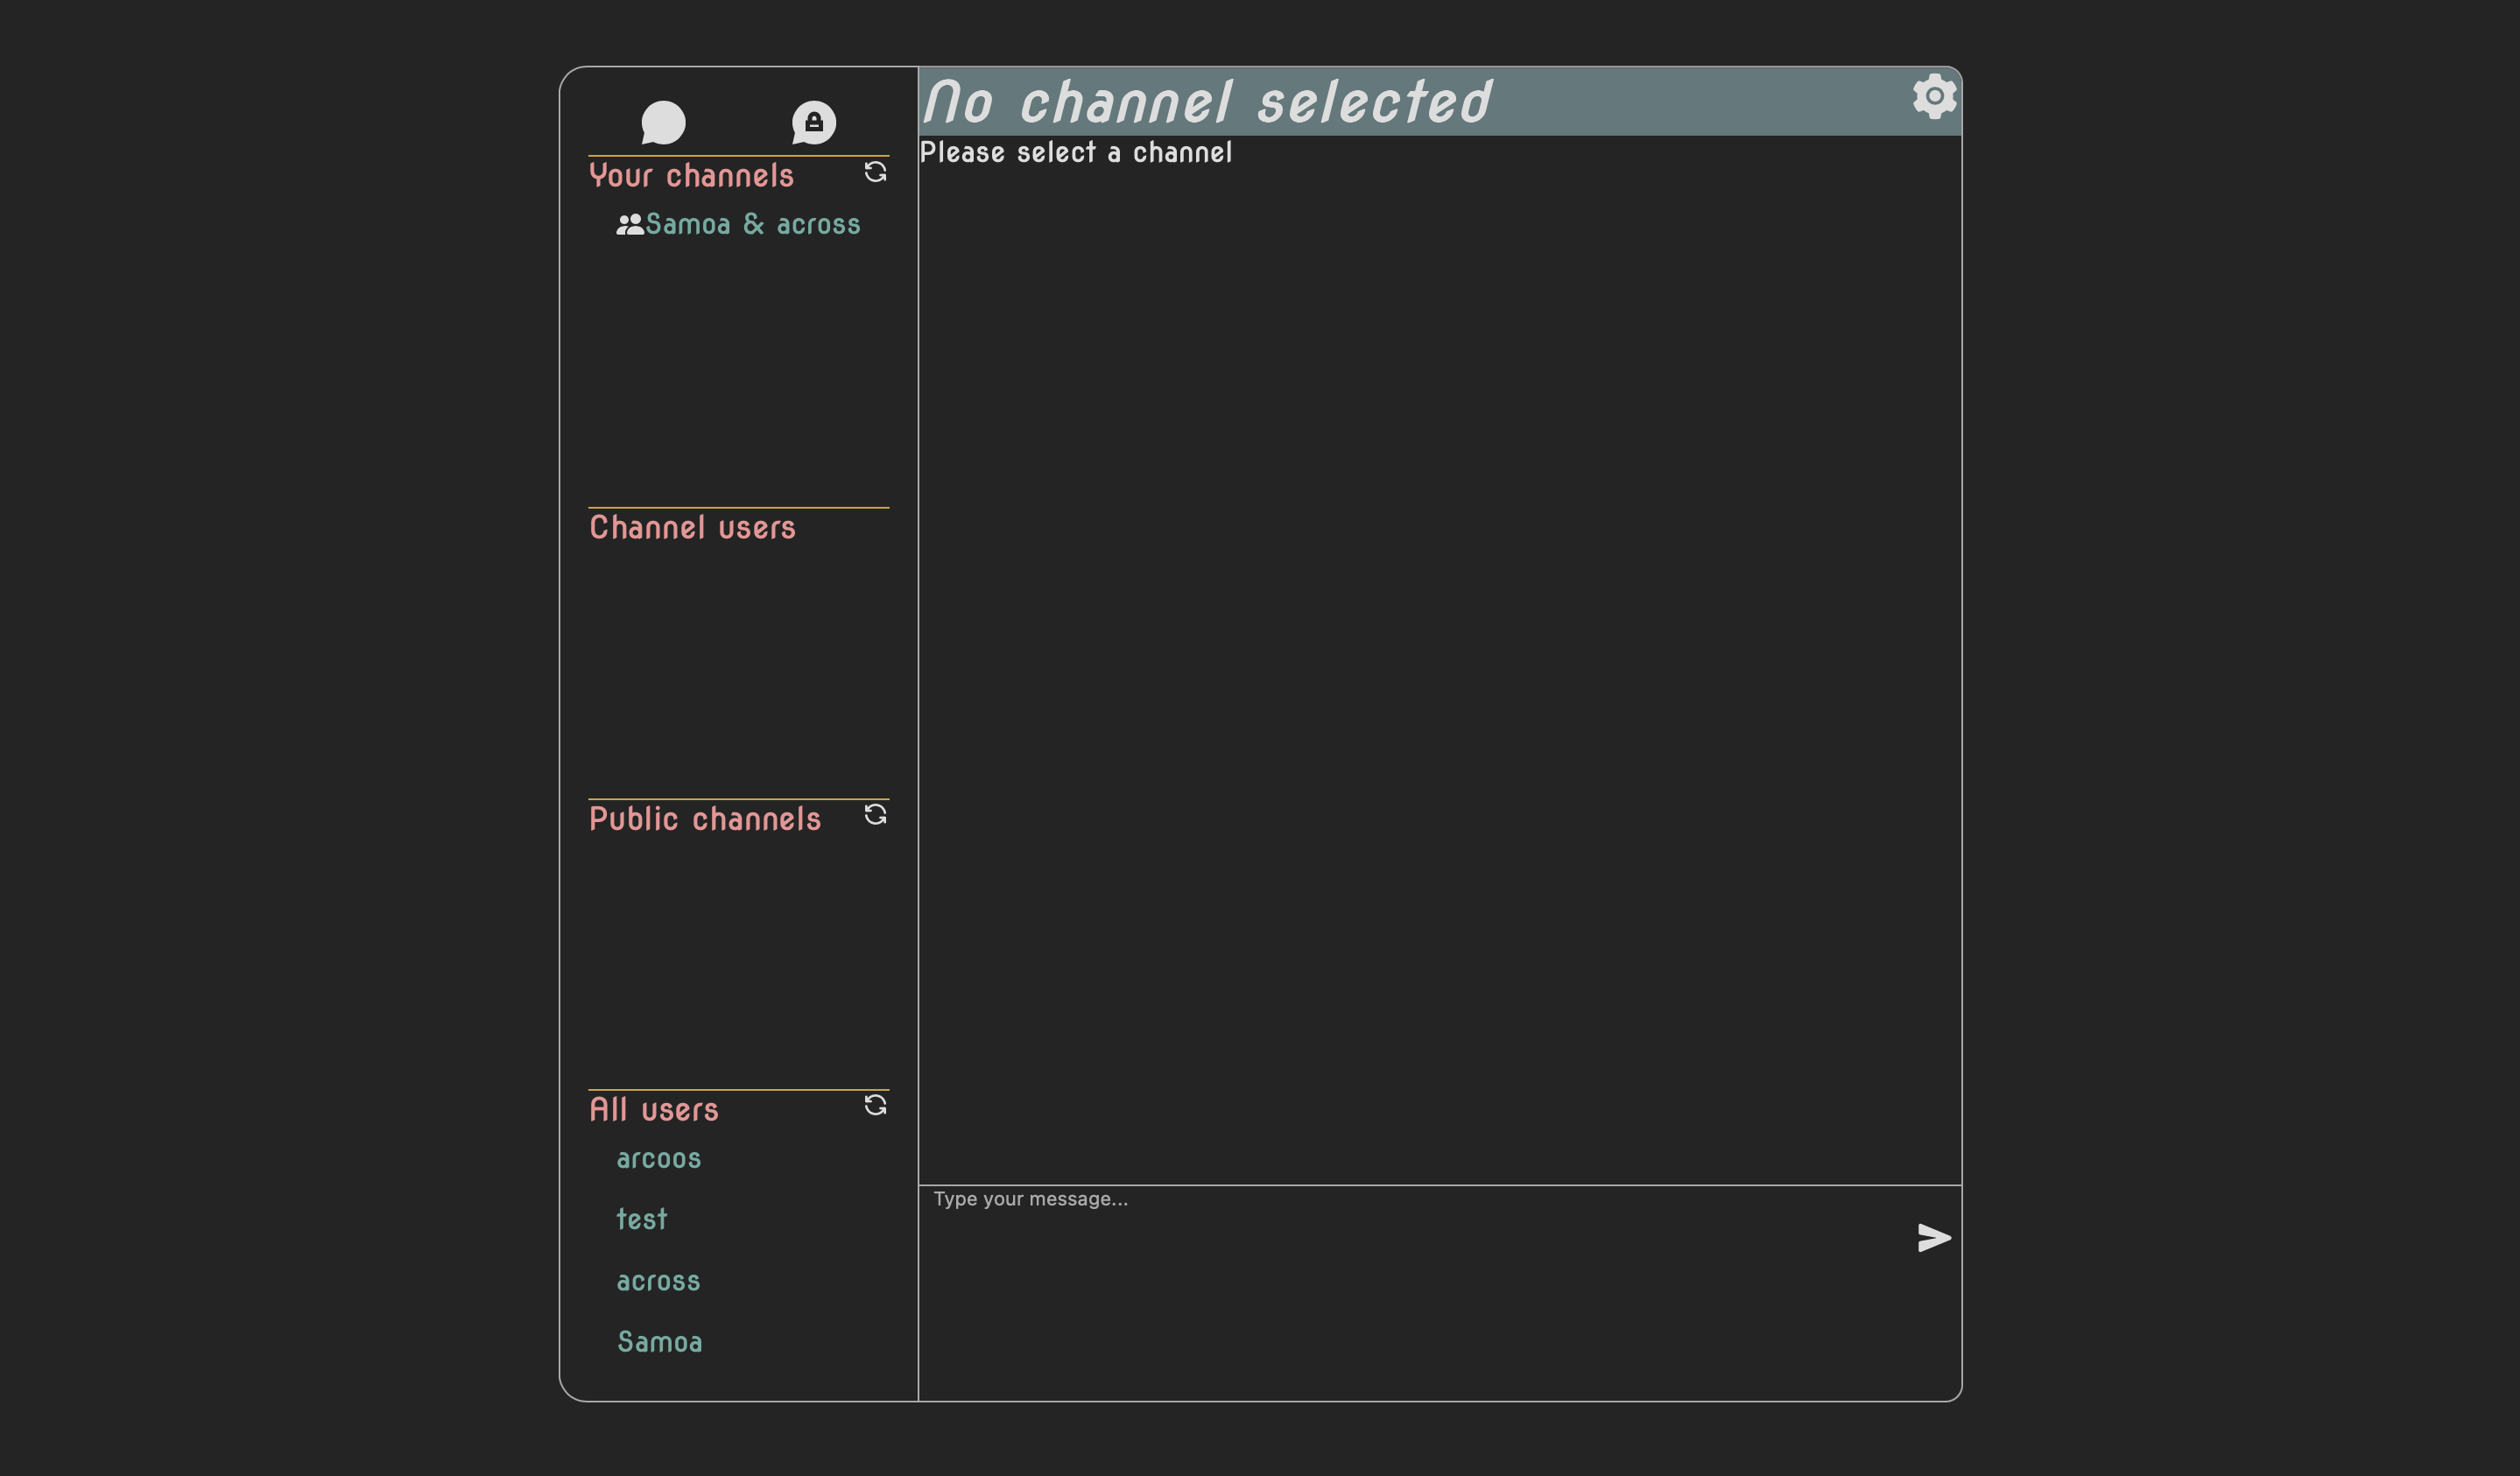 Your channels
Samoa & across
Channel users
Public channels
All users
arcoos
test
across
Samoa
No channel selected
Please select a channel
Type your message...